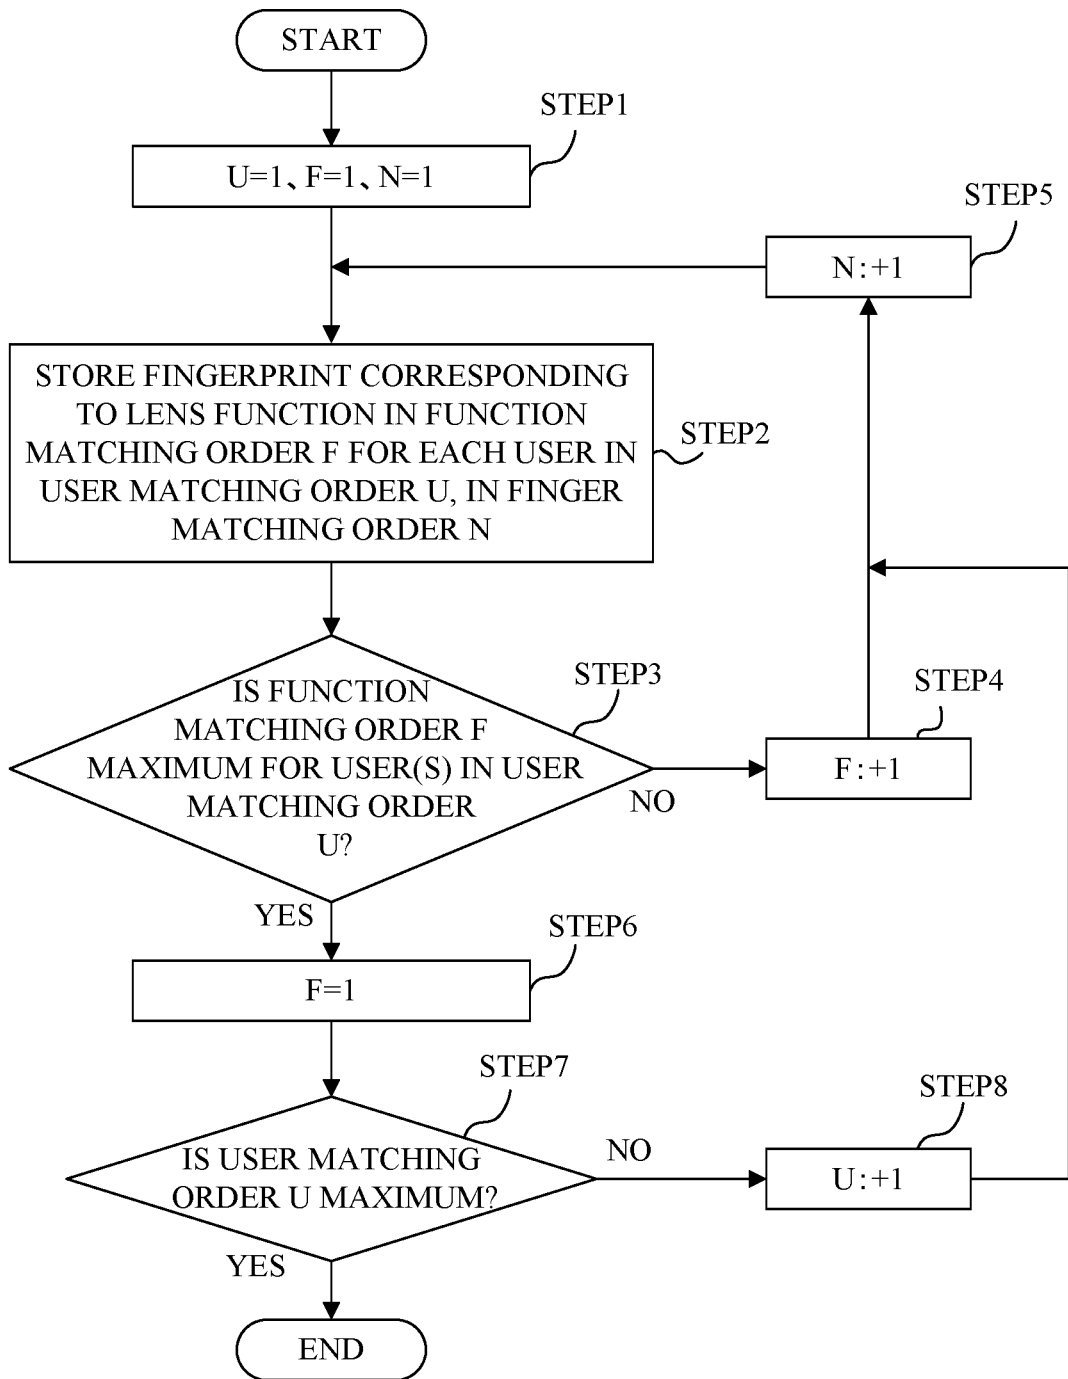 START
STEP1
U=1、F=1、N=1
STEP5
N:+1
STORE FINGERPRINT CORRESPONDING
TO LENS FUNCTION IN FUNCTION
MATCHING ORDER F FOR EACH USER IN
USER MATCHING ORDER U, IN FINGER
MATCHING ORDER N
STEP2
IS FUNCTION
MATCHING ORDER F
MAXIMUM FOR USER(S) IN USER
MATCHING ORDER
U?
STEP3
NO
STEP4
F:+1
YES
STEP6
F=1
STEP7
IS USER MATCHING
ORDER U MAXIMUM?
NO
STEP8
U:+1
YES
END